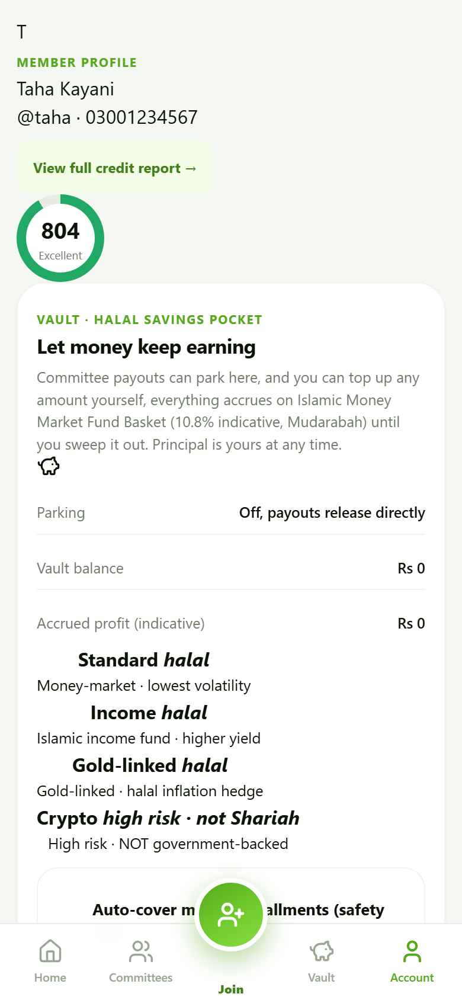 T
MEMBER PROFILE
Taha Kayani
@taha · 03001234567
View full credit report →
804
Excellent
VAULT · HALAL SAVINGS POCKET
Let money keep earning
Committee payouts can park here, and you can top up any
amount yourself, everything accrues on Islamic Money
Market Fund Basket (10.8% indicative, Mudarabah) until
you sweep it out. Principal is yours at any time.
Parking Off, payouts release directly
Vault balance Rs 0
Accrued profit (indicative) Rs 0
Standard halal
Money-market · lowest volatility
Income halal
Islamic income fund · higher yield
Gold-linked halal
Gold-linked · halal inflation hedge
Crypto high risk · not Shariah
High risk · NOT government-backed
Auto-cover m allments (safety
Home Committees Join Vault Account